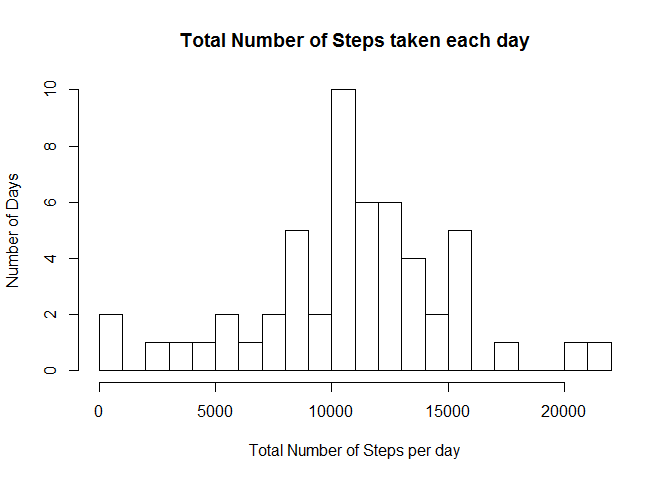 Total Number of Steps taken each day
Number of Days
10
8
6
4
2
0
0 5000 10000 15000 20000
Total Number of Steps per day